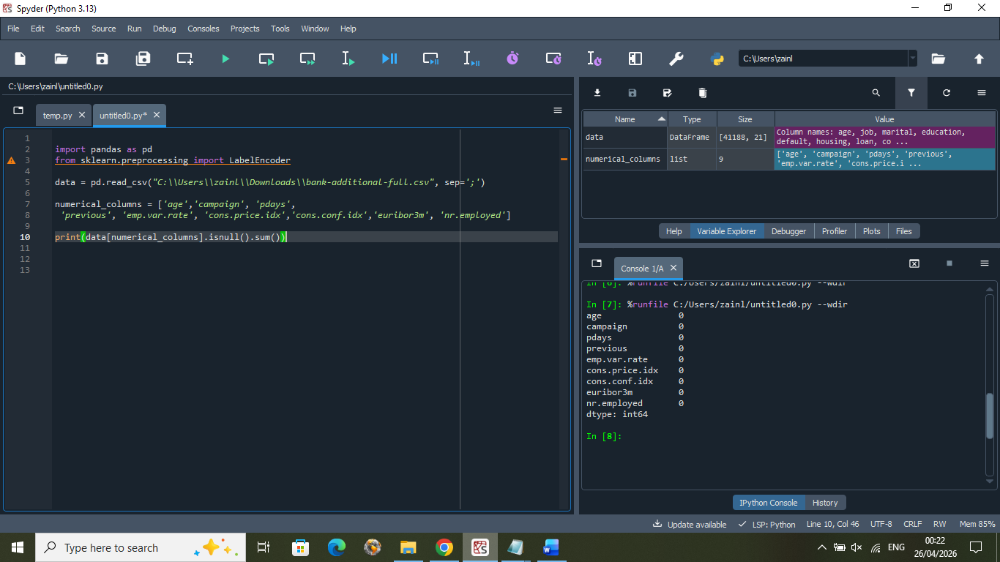 Spyder (Python 3.13)
File Edit Search Source Run Debug Consoles Projects Tools Window Help
C:\Users\zainl
C:\Users\zainl\untitled0.py
temp.py
untitled0.py*
1
2 import pandas as pd
3 from sklearn.preprocessing import LabelEncoder
4
5 data = pd.read_csv("C:\\Users\\zainl\\Downloads\\bank-additional-full.csv", sep=';')
6
7 numerical_columns = ['age','campaign', 'pdays',
8 'previous', 'emp.var.rate', 'cons.price.idx','cons.conf.idx','euribor3m', 'nr.employed']
9
10 print(data[numerical_columns].isnull().sum())
11
12
13
Name Type Size Value
data DataFrame [41188, 21] Column names: age, job, marital, education,
default, housing, loan, co ...
numerical_columns list 9 ['age', 'campaign', 'pdays', 'previous',
'emp.var.rate', 'cons.price.i ...
Help Variable Explorer Debugger Profiler Plots Files
Console 1/A
In [6]: %runfile C:/Users/zainl/untitled0.py --wdir
In [7]: %runfile C:/Users/zainl/untitled0.py --wdir
age 0
campaign 0
pdays 0
previous 0
emp.var.rate 0
cons.price.idx 0
cons.conf.idx 0
euribor3m 0
nr.employed 0
dtype: int64
In [8]:
IPython Console History
Update available LSP: Python Line 10, Col 46 UTF-8 CRLF RW Mem 85%
Type here to search
ENG
00:22
26/04/2026